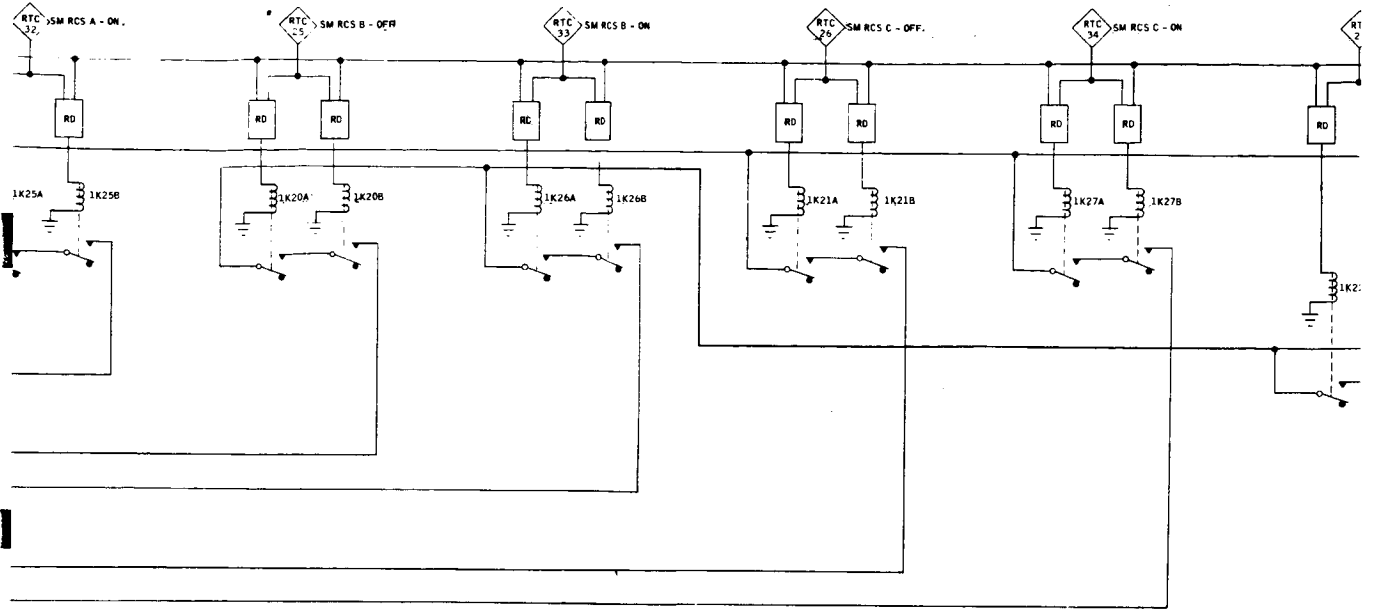 RTC 32 SM RCS A - ON.
RTC 25 SM RCS B - OFF
RTC 33 SM RCS B - ON
RTC 26 SM RCS C - OFF.
RTC 34 SM RCS C - ON
RD
RD
RD
RD
RD
RD
RD
RD
RD
RD
1K25A
1K25B
1K20A
1K20B
1K26A
1K26B
1K21A
1K21B
1K27A
1K27B